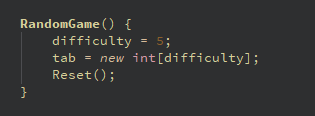 RandomGame() {
difficulty = 5;
tab = new int[difficulty];
Reset();
}